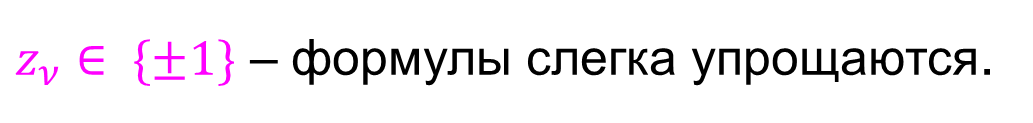 𝑧𝜈 ∈ {±1} – формулы слегка упрощаются.